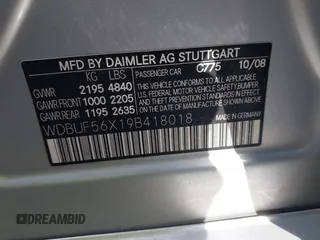 MFD BY DAIMLER AG STUTTGART
KG LBS PASSENGER CAR C775 10/08
GVWR 2195 4840
GAWR FRONT 1000 2205
GAWR REAR 1195 2635
THIS VEHICLE CONFORMS TO ALL APPLICABLE
U.S. FEDERAL MOTOR VEHICLE SAFETY, BUMPER,
AND THEFT PREVENTION STANDARDS IN EFFECT ON
THE DATE OF MANUFACTURE SHOWN ABOVE.
WDBUF56X19B418018
MADE IN GERMANY
DREAMBID